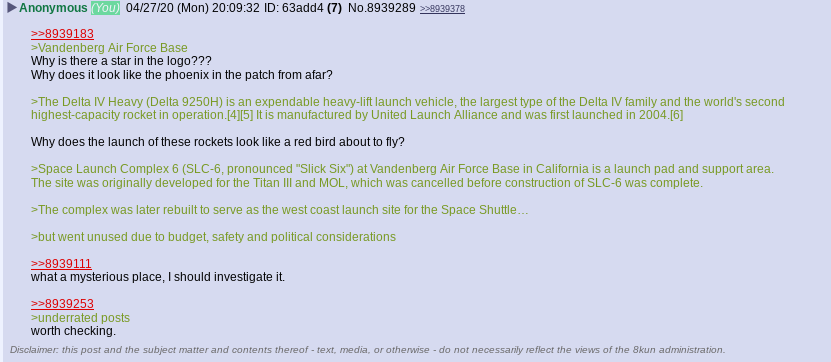 ▶Anonymous (You) 04/27/20 (Mon) 20:09:32 ID: 63add4 (7) No.8939289 >>8939378
>>8939183
>Vandenberg Air Force Base
Why is there a star in the logo???
Why does it look like the phoenix in the patch from afar?
>The Delta IV Heavy (Delta 9250H) is an expendable heavy-lift launch vehicle, the largest type of the Delta IV family and the world's second
highest-capacity rocket in operation.[4][5] It is manufactured by United Launch Alliance and was first launched in 2004.[6]
Why does the launch of these rockets look like a red bird about to fly?
>Space Launch Complex 6 (SLC-6, pronounced "Slick Six") at Vandenberg Air Force Base in California is a launch pad and support area.
The site was originally developed for the Titan III and MOL, which was cancelled before construction of SLC-6 was complete.
>The complex was later rebuilt to serve as the west coast launch site for the Space Shuttle…
>but went unused due to budget, safety and political considerations
>>8939111
what a mysterious place, I should investigate it.
>>8939253
>underrated posts
worth checking.
Disclaimer: this post and the subject matter and contents thereof - text, media, or otherwise - do not necessarily reflect the views of the 8kun administration.